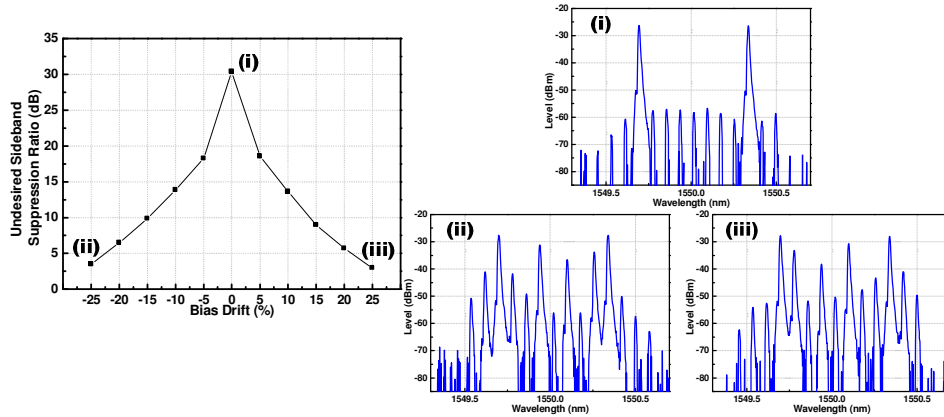 35
30
25
20
15
10
5
0
Undesired Sideband
Suppression Ratio (dB)
(i)
(ii)
(iii)
-25 -20 -15 -10 -5 0 5 10 15 20 25
Bias Drift (%)
(i)
-20
-30
-40
-50
-60
-70
-80
Level (dBm)
1549.5 1550.0 1550.5
Wavelength (nm)
(ii)
-20
-30
-40
-50
-60
-70
-80
Level (dBm)
1549.5 1550.0 1550.5
Wavelength (nm)
(iii)
-20
-30
-40
-50
-60
-70
-80
Level (dBm)
1549.5 1550.0 1550.5
Wavelength (nm)